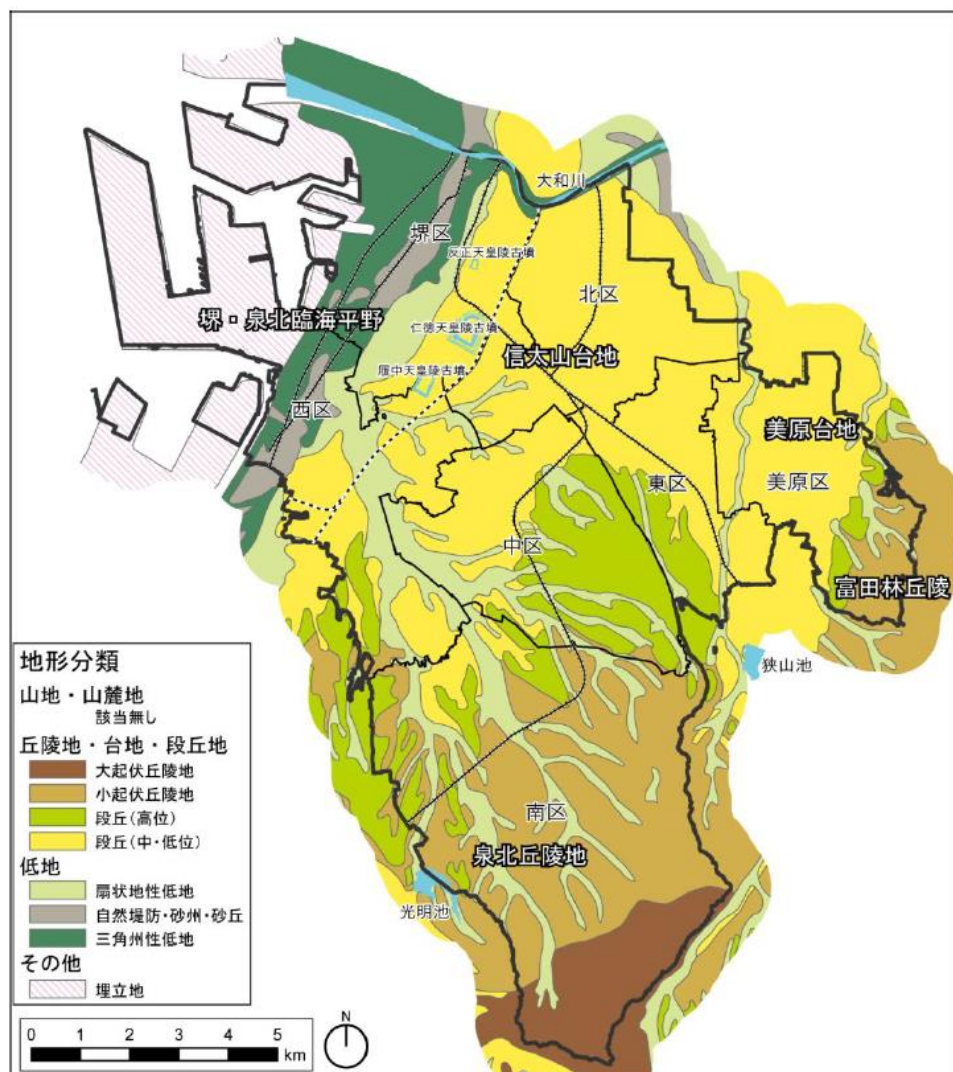 大和川
堺区
反正天皇陵古墳
北区
堺・泉北臨海平野
仁徳天皇陵古墳
信太山台地
履中天皇陵古墳
西区
美原台地
東区
美原区
中区
富田林丘陵
狭山池
南区
泉北丘陵地
光明池
地形分類
山地・山麓地
該当無し
丘陵地・台地・段丘地
大起伏丘陵地
小起伏丘陵地
段丘(高位)
段丘(中・低位)
低地
扇状地性低地
自然堤防・砂州・砂丘
三角州性低地
その他
埋立地
0 1 2 3 4 5
km
N